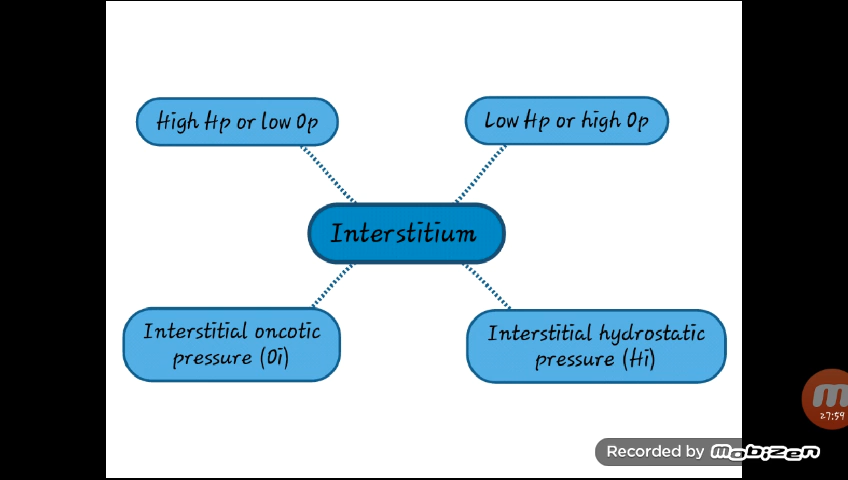 High Hp or low Op
Low Hp or high Op
Interstitium
Interstitial oncotic
pressure (Oi)
Interstitial hydrostatic
pressure (Hi)
27:59
Recorded by mobizen